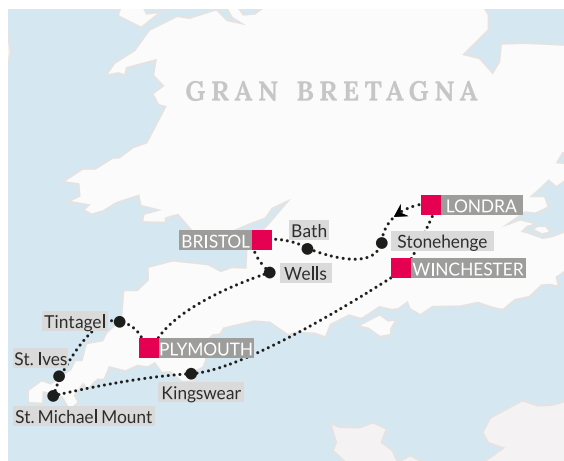 GRAN BRETAGNA
LONDRA
Bath
BRISTOL
Stonehenge
WINCHESTER
Wells
Tintagel
PLYMOUTH
St. Ives
Kingswear
St. Michael Mount